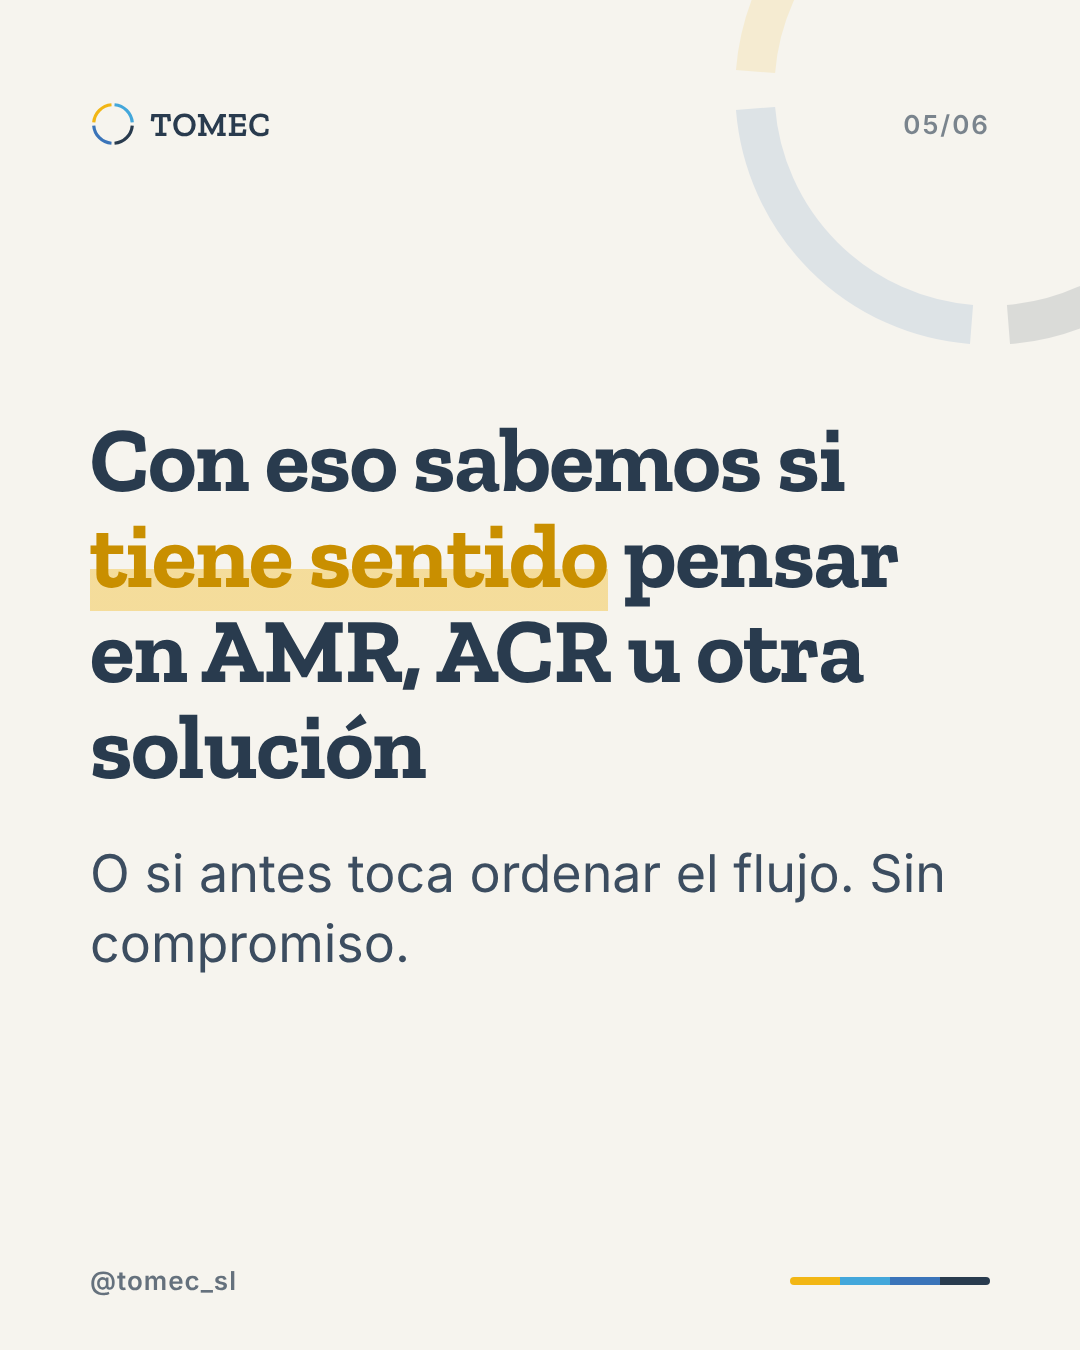 TOMEC
05/06
Con eso sabemos si
tiene sentido pensar
en AMR, ACR u otra
solución
O si antes toca ordenar el flujo. Sin
compromiso.
@tomec_sl